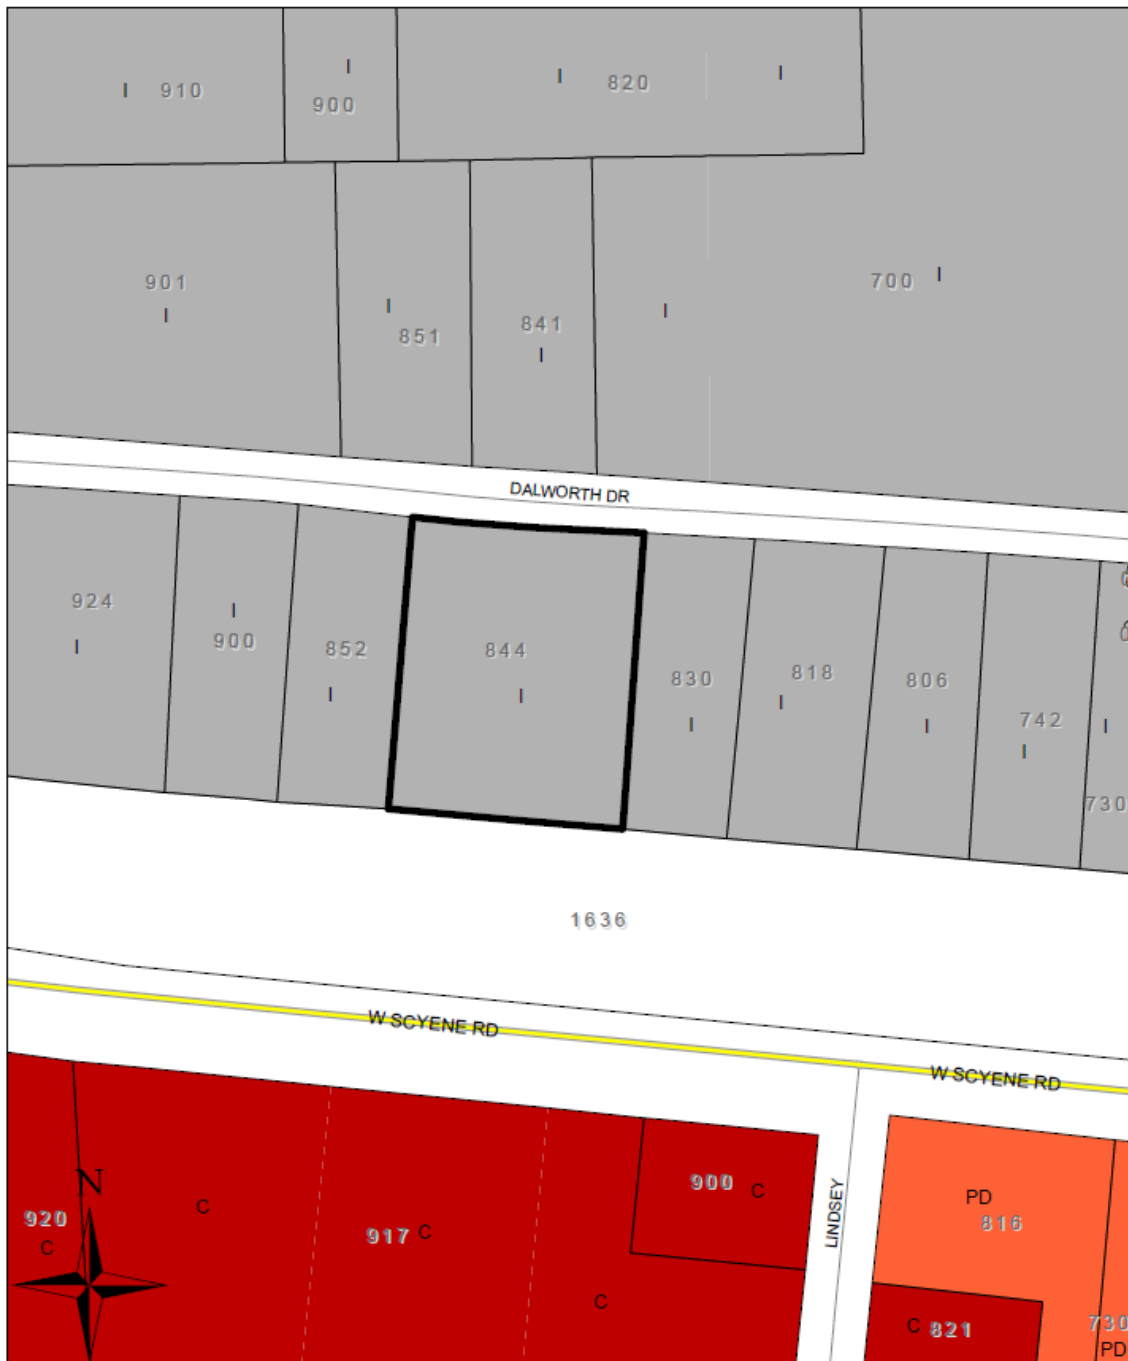 I 910
I
900
I 820
I
901
I
I
851
841
I
I
700 I
DALWORTH DR
924
I
I
900
852
I
844
I
830
I
818
I
806
I
742
I
I
730
1636
W SCYENE RD
W SCYENE RD
N
920
C
C
917 C
C
900 C
LINDSEY
PD
816
C 821
730
PD